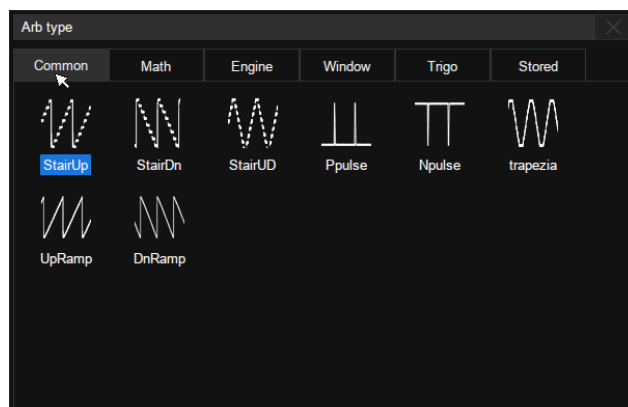 Arb type
Common Math Engine Window Trigo Stored
StairUp StairDn StairUD Ppulse Npulse trapezia
UpRamp DnRamp